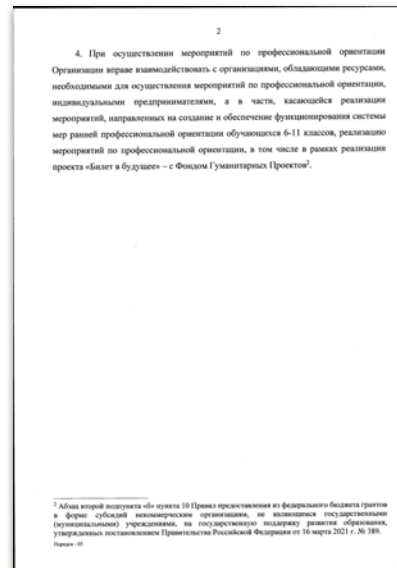 2
4. При осуществлении мероприятий по профессиональной ориентации
Организации вправе взаимодействовать с организациями, обладающими ресурсами,
необходимыми для осуществления мероприятий по профессиональной ориентации,
индивидуальными предпринимателями, а в части, касающейся реализации
мероприятий, направленных на создание и обеспечение функционирования системы
мер ранней профессиональной ориентации обучающихся 6-11 классов, реализацию
мероприятий по профессиональной ориентации, в том числе в рамках реализации
проекта «Билет в будущее» – с Фондом Гуманитарных Проектов².
² Абзац второй подпункта «б» пункта 10 Правил предоставления из федерального бюджета грантов
в форме субсидий некоммерческим организациям, не являющимся государственными
(муниципальными) учреждениями, на государственную поддержку развития образования,
утвержденных постановлением Правительства Российской Федерации от 16 марта 2021 г. № 389.
Порядок - 05